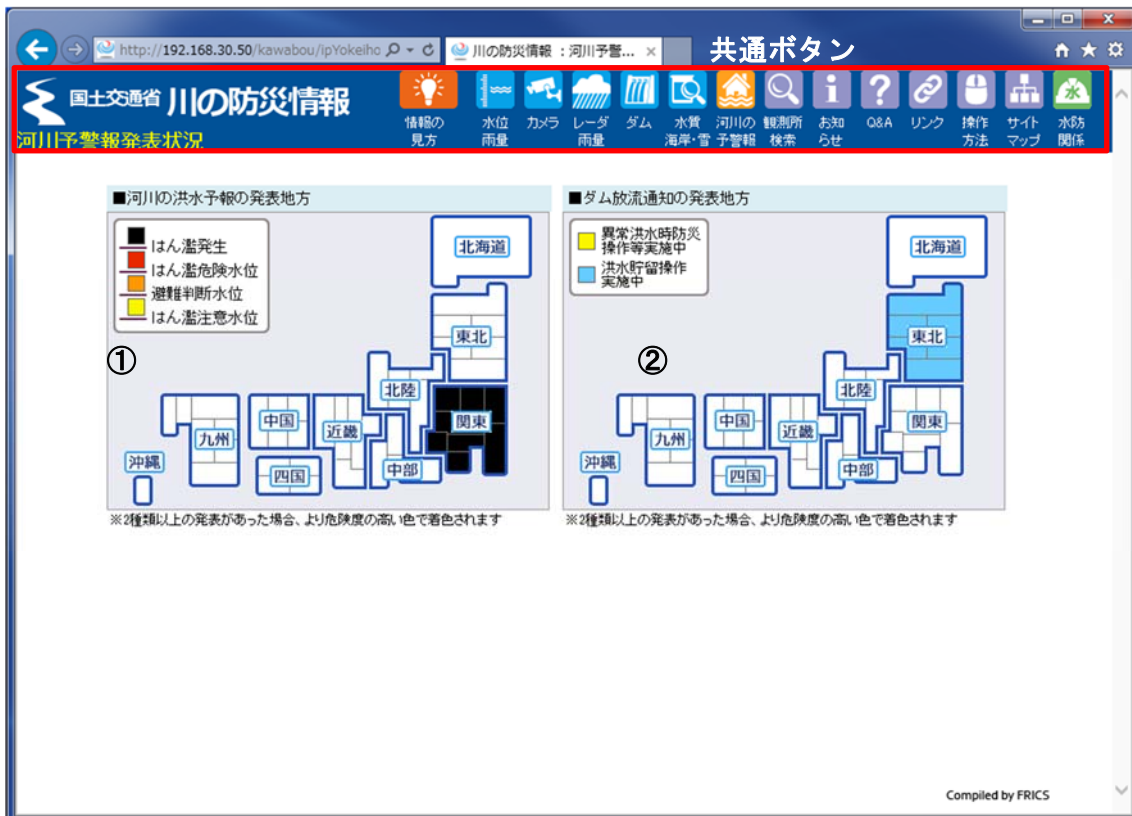 http://192.168.30.50/kawabou/ipYokeiho
川の防災情報 ：河川予警...
共通ボタン
国土交通省 川の防災情報
河川予警報発表状況
情報の
見方
水位
雨量
カメラ
レーダ
雨量
ダム
水質
海岸・雪
河川の
予警報
観測所
検索
お知
らせ
Q&A
リンク
操作
方法
サイト
マップ
水
水防
関係
■河川の洪水予報の発表地方
はん濫発生
はん濫危険水位
避難判断水位
はん濫注意水位
①
北海道
東北
北陸
関東
中国
近畿
九州
沖縄
四国
中部
※2種類以上の発表があった場合、より危険度の高い色で着色されます
■ダム放流通知の発表地方
異常洪水時防災
操作等実施中
洪水貯留操作
実施中
②
北海道
東北
北陸
関東
中国
近畿
九州
沖縄
四国
中部
※2種類以上の発表があった場合、より危険度の高い色で着色されます
Compiled by FRICS